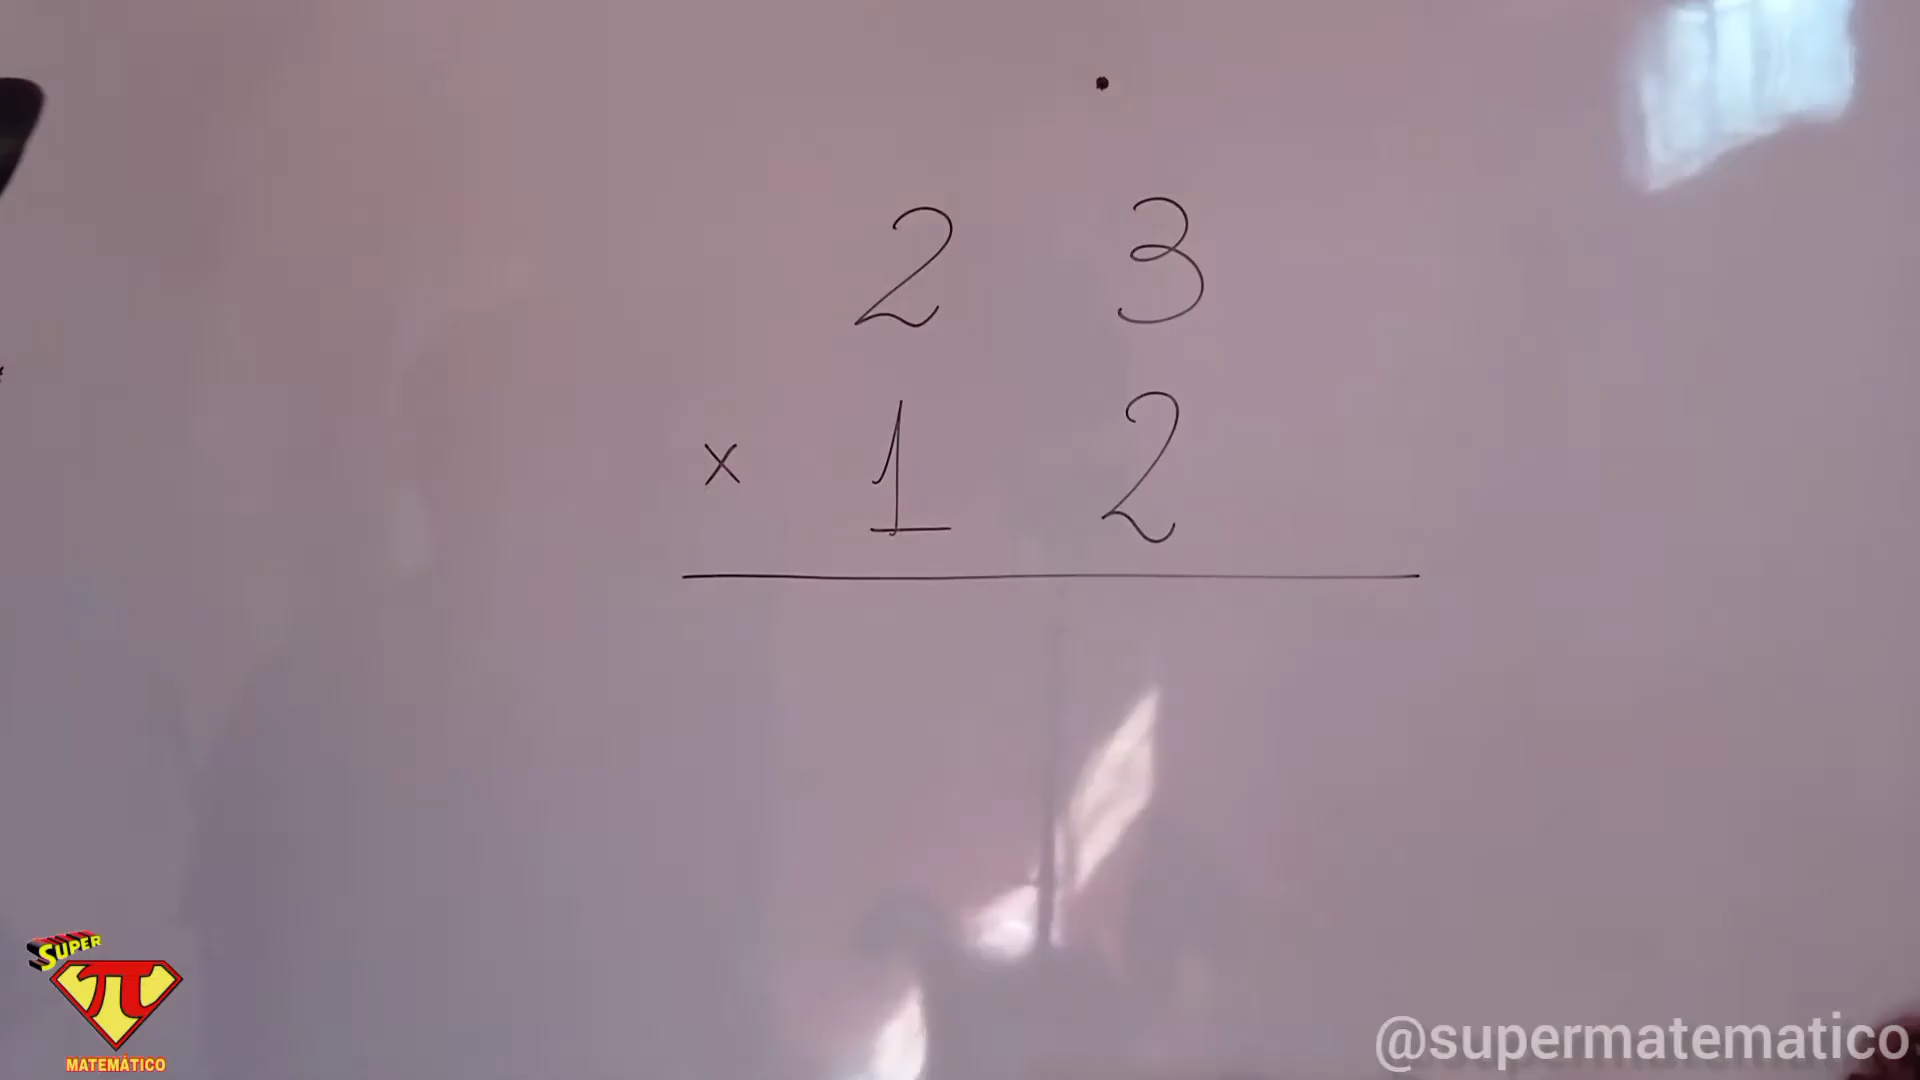 2 3
x 1 2
SUPER
π
MATEMÁTICO
@supermatematico